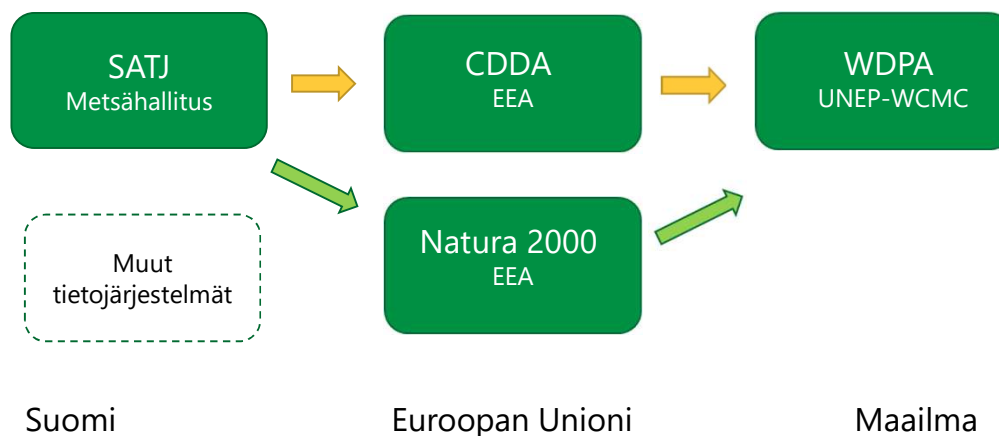 SATJ
Metsähallitus
CDDA
EEA
WDPA
UNEP-WCMC
Muut
tietojärjestelmät
Natura 2000
EEA
Suomi
Euroopan Unioni
Maailma